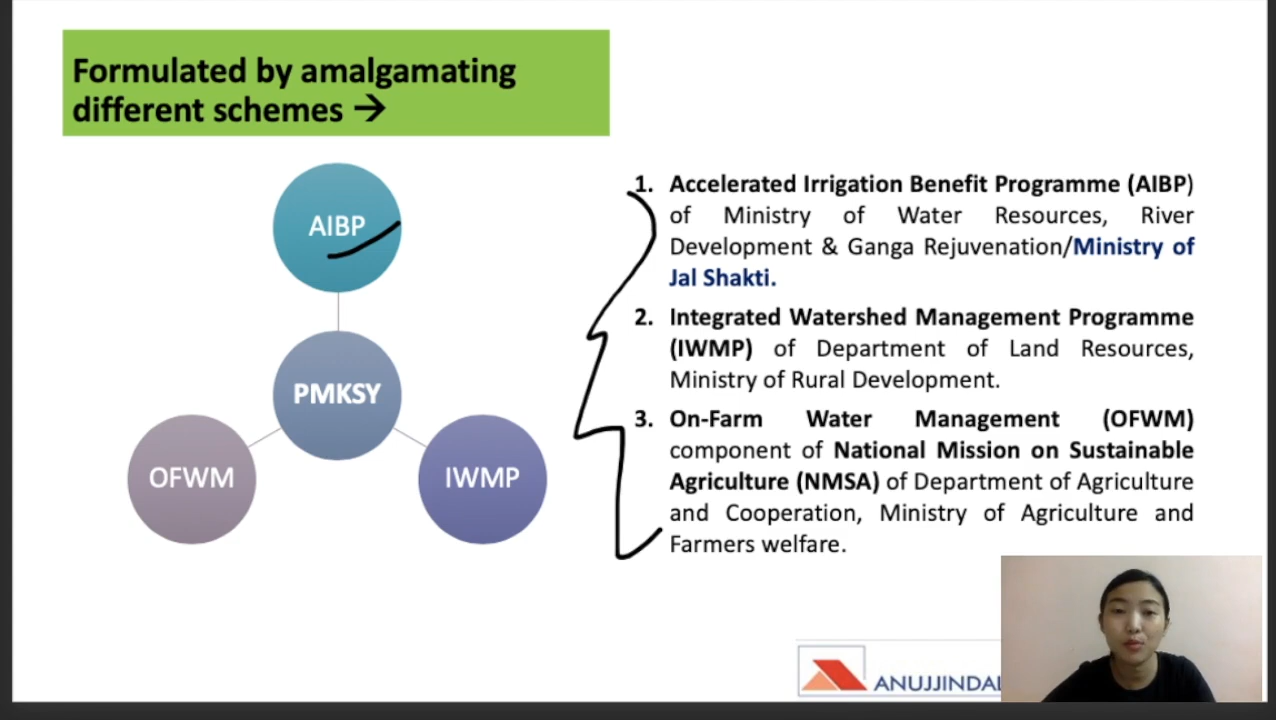 Formulated by amalgamating
different schemes →
AIBP
PMKSY
OFWM
IWMP
1. Accelerated Irrigation Benefit Programme (AIBP)
of Ministry of Water Resources, River
Development & Ganga Rejuvenation/Ministry of
Jal Shakti.
2. Integrated Watershed Management Programme
(IWMP) of Department of Land Resources,
Ministry of Rural Development.
3. On-Farm Water Management (OFWM)
component of National Mission on Sustainable
Agriculture (NMSA) of Department of Agriculture
and Cooperation, Ministry of Agriculture and
Farmers welfare.
ANUJJINDAL